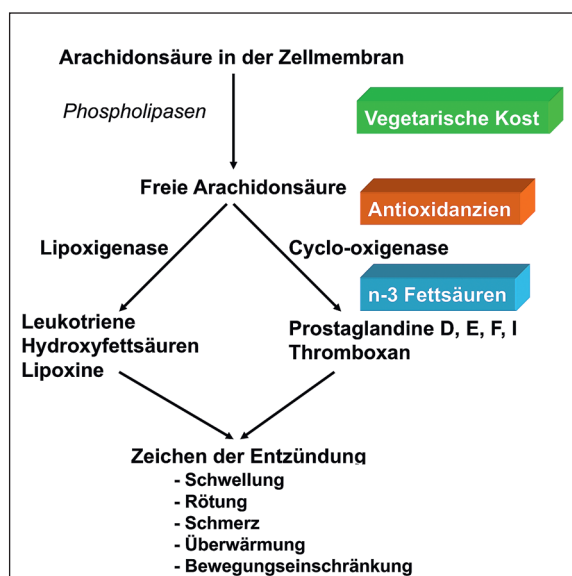 Arachidonsäure in der Zellmembran
Phospholipasen
Vegetarische Kost
Freie Arachidonsäure
Antioxidanzien
Lipoxigenase
Cyclo-oxigenase
n-3 Fettsäuren
Leukotriene
Hydroxyfettsäuren
Lipoxine
Prostaglandine D, E, F, I
Thromboxan
Zeichen der Entzündung
- Schwellung
- Rötung
- Schmerz
- Überwärmung
- Bewegungseinschränkung